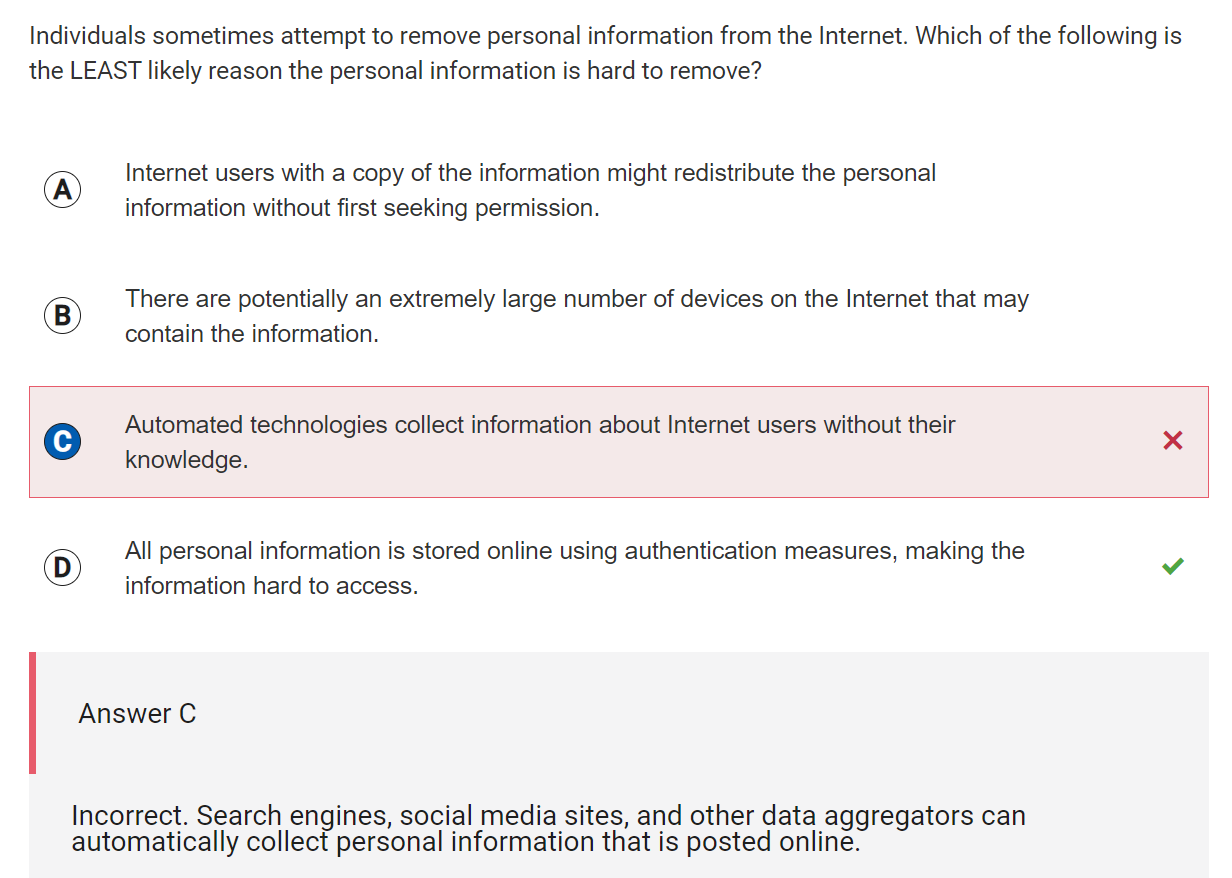 Individuals sometimes attempt to remove personal information from the Internet. Which of the following is
the LEAST likely reason the personal information is hard to remove?
A
Internet users with a copy of the information might redistribute the personal
information without first seeking permission.
B
There are potentially an extremely large number of devices on the Internet that may
contain the information.
C
Automated technologies collect information about Internet users without their
knowledge.
D
All personal information is stored online using authentication measures, making the
information hard to access.
Answer C
Incorrect. Search engines, social media sites, and other data aggregators can
automatically collect personal information that is posted online.